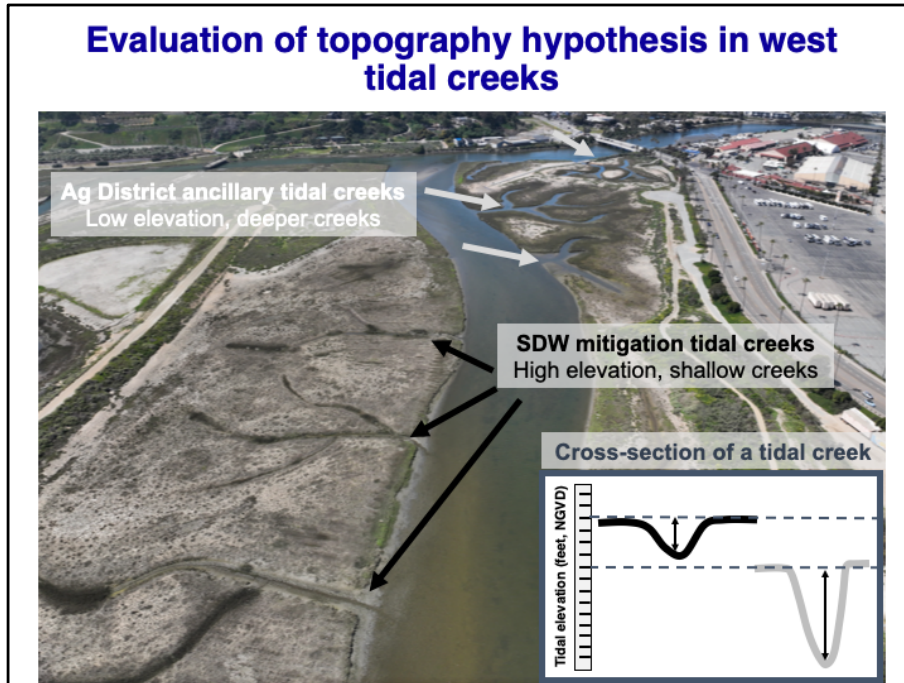 Evaluation of topography hypothesis in west
tidal creeks
Ag District ancillary tidal creeks
Low elevation, deeper creeks
SDW mitigation tidal creeks
High elevation, shallow creeks
Cross-section of a tidal creek
Tidal elevation (feet, NGVD)